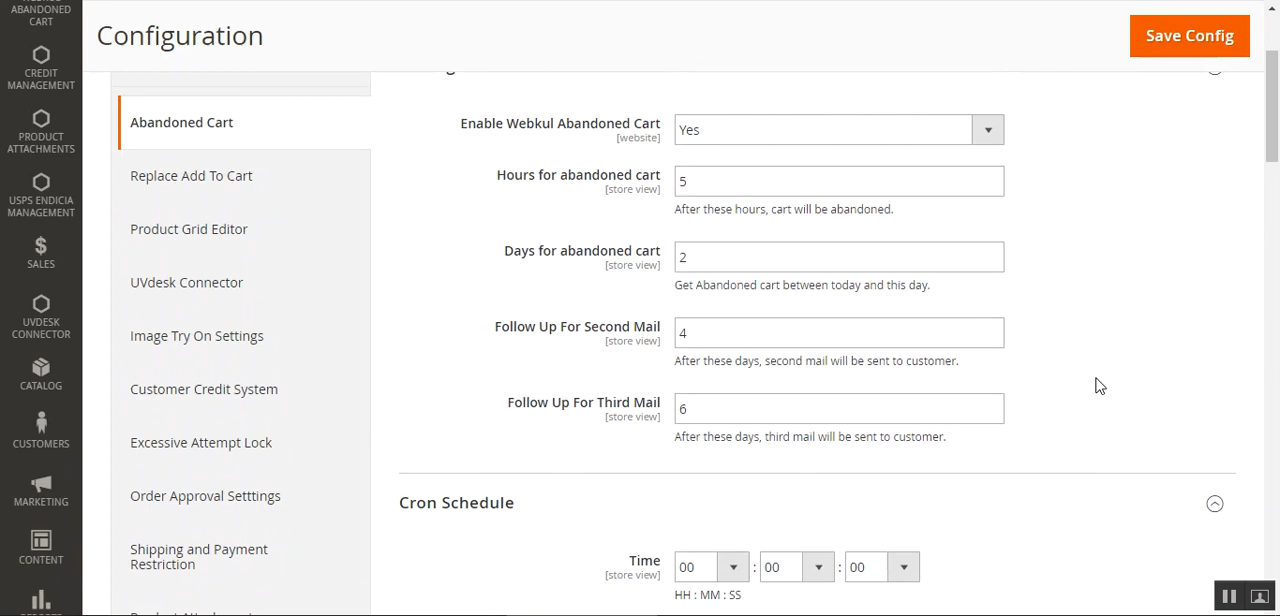 ABANDONED
CART
CREDIT
MANAGEMENT
PRODUCT
ATTACHMENTS
USPS ENDICIA
MANAGEMENT
SALES
UVDESK
CONNECTOR
CATALOG
CUSTOMERS
MARKETING
CONTENT
Configuration
Save Config
Abandoned Cart
Replace Add To Cart
Product Grid Editor
UVdesk Connector
Image Try On Settings
Customer Credit System
Excessive Attempt Lock
Order Approval Setttings
Shipping and Payment
Restriction
Enable Webkul Abandoned Cart
[website]
Yes
Hours for abandoned cart
[store view]
5
After these hours, cart will be abandoned.
Days for abandoned cart
[store view]
2
Get Abandoned cart between today and this day.
Follow Up For Second Mail
[store view]
4
After these days, second mail will be sent to customer.
Follow Up For Third Mail
[store view]
6
After these days, third mail will be sent to customer.
Cron Schedule
Time
[store view]
00 : 00 : 00
HH : MM : SS